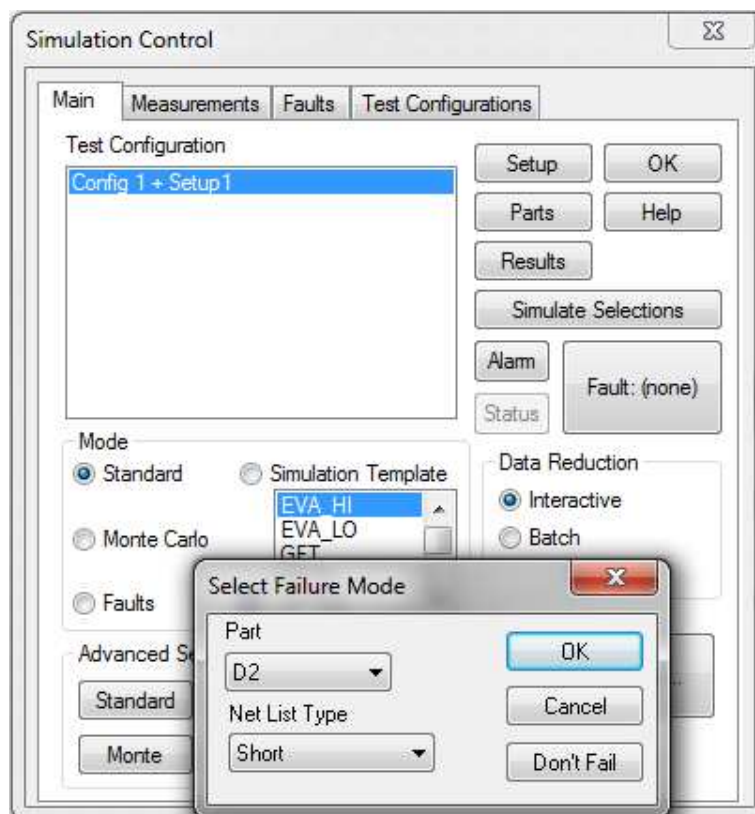 Simulation Control
Main
Measurements
Faults
Test Configurations
Test Configuration
Config 1 + Setup1
Setup
OK
Parts
Help
Results
Simulate Selections
Alarm
Fault: (none)
Status
Mode
Standard
Simulation Template
EVA_HI
EVA_LO
GET
Monte Carlo
Faults
Data Reduction
Interactive
Batch
Advanced Se
Standard
Monte
Select Failure Mode
Part
D2
Net List Type
Short
OK
Cancel
Don't Fail